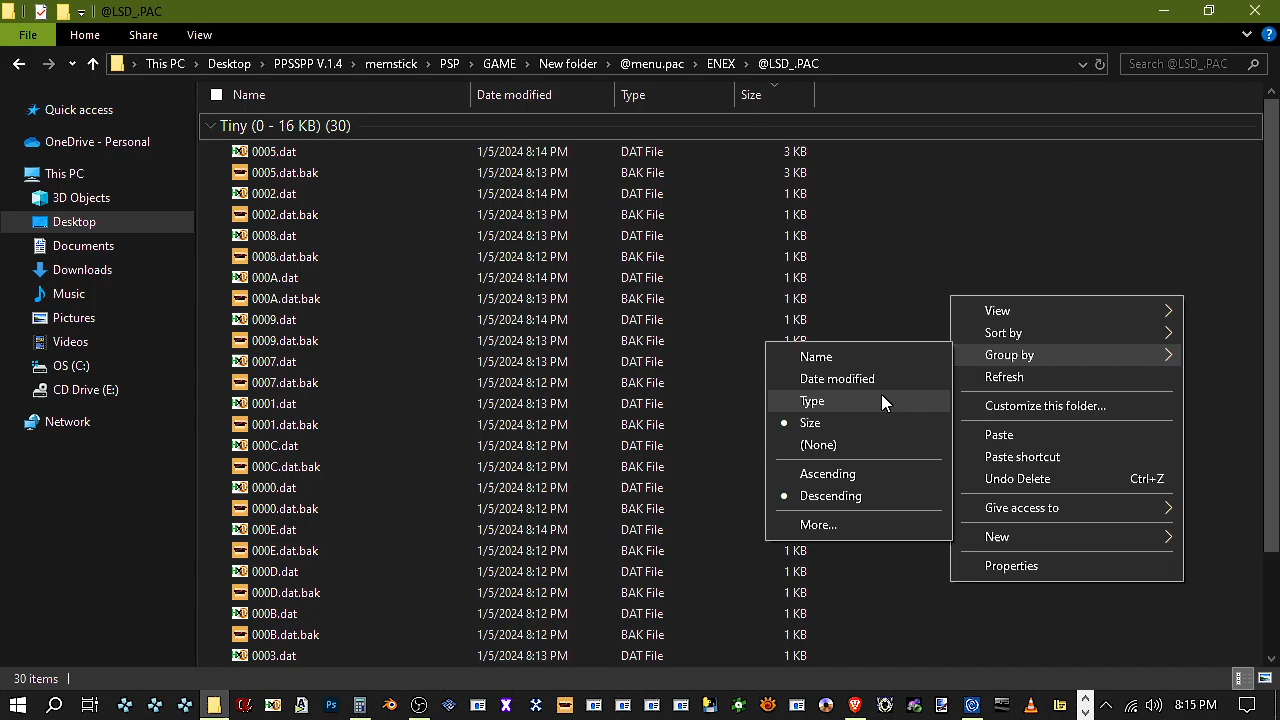 @LSD_.PAC
File Home Share View
This PC Desktop PPSSPP V.1.4 memstick PSP GAME New folder @menu.pac ENEX @LSD_.PAC Search @LSD_.PAC
Name Date modified Type Size
Quick access
OneDrive - Personal
This PC
3D Objects
Desktop
Documents
Downloads
Music
Pictures
Videos
OS (C:)
CD Drive (E:)
Network
Tiny (0 - 16 KB) (30)
0005.dat 1/5/2024 8:14 PM DAT File 3 KB
0005.dat.bak 1/5/2024 8:13 PM BAK File 3 KB
0002.dat 1/5/2024 8:14 PM DAT File 1 KB
0002.dat.bak 1/5/2024 8:13 PM BAK File 1 KB
0008.dat 1/5/2024 8:13 PM DAT File 1 KB
0008.dat.bak 1/5/2024 8:12 PM BAK File 1 KB
000A.dat 1/5/2024 8:14 PM DAT File 1 KB
000A.dat.bak 1/5/2024 8:13 PM BAK File 1 KB
0009.dat 1/5/2024 8:14 PM DAT File 1 KB
0009.dat.bak 1/5/2024 8:13 PM BAK File 1 KB
0007.dat 1/5/2024 8:14 PM DAT File
0007.dat.bak 1/5/2024 8:12 PM BAK File
0001.dat 1/5/2024 8:13 PM DAT File
0001.dat.bak 1/5/2024 8:12 PM BAK File
000C.dat 1/5/2024 8:12 PM DAT File
000C.dat.bak 1/5/2024 8:12 PM BAK File
0000.dat 1/5/2024 8:12 PM DAT File
0000.dat.bak 1/5/2024 8:12 PM BAK File
000E.dat 1/5/2024 8:14 PM DAT File
000E.dat.bak 1/5/2024 8:12 PM BAK File 1 KB
000D.dat 1/5/2024 8:12 PM DAT File 1 KB
000D.dat.bak 1/5/2024 8:12 PM BAK File 1 KB
000B.dat 1/5/2024 8:12 PM DAT File 1 KB
000B.dat.bak 1/5/2024 8:12 PM BAK File 1 KB
0003.dat 1/5/2024 8:13 PM DAT File 1 KB
Name
Date modified
Type
Size
(None)
Ascending
Descending
More...
View
Sort by
Group by
Refresh
Customize this folder...
Paste
Paste shortcut
Undo Delete Ctrl+Z
Give access to
New
Properties
30 items
Ps
8:15 PM